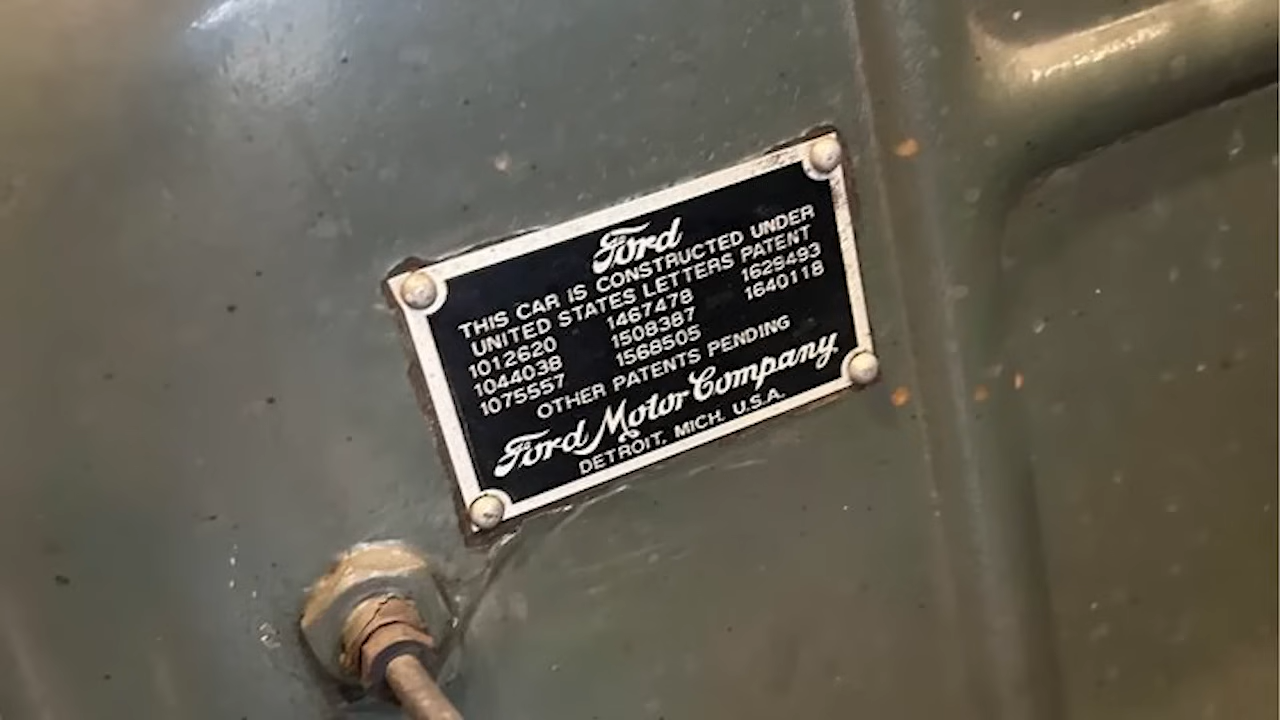 Ford
THIS CAR IS CONSTRUCTED UNDER
UNITED STATES LETTERS PATENT
1012620 1467478 1629493
1044038 1508387 1640118
1075557 1568505
OTHER PATENTS PENDING
Ford Motor Company
DETROIT, MICH. U.S.A.